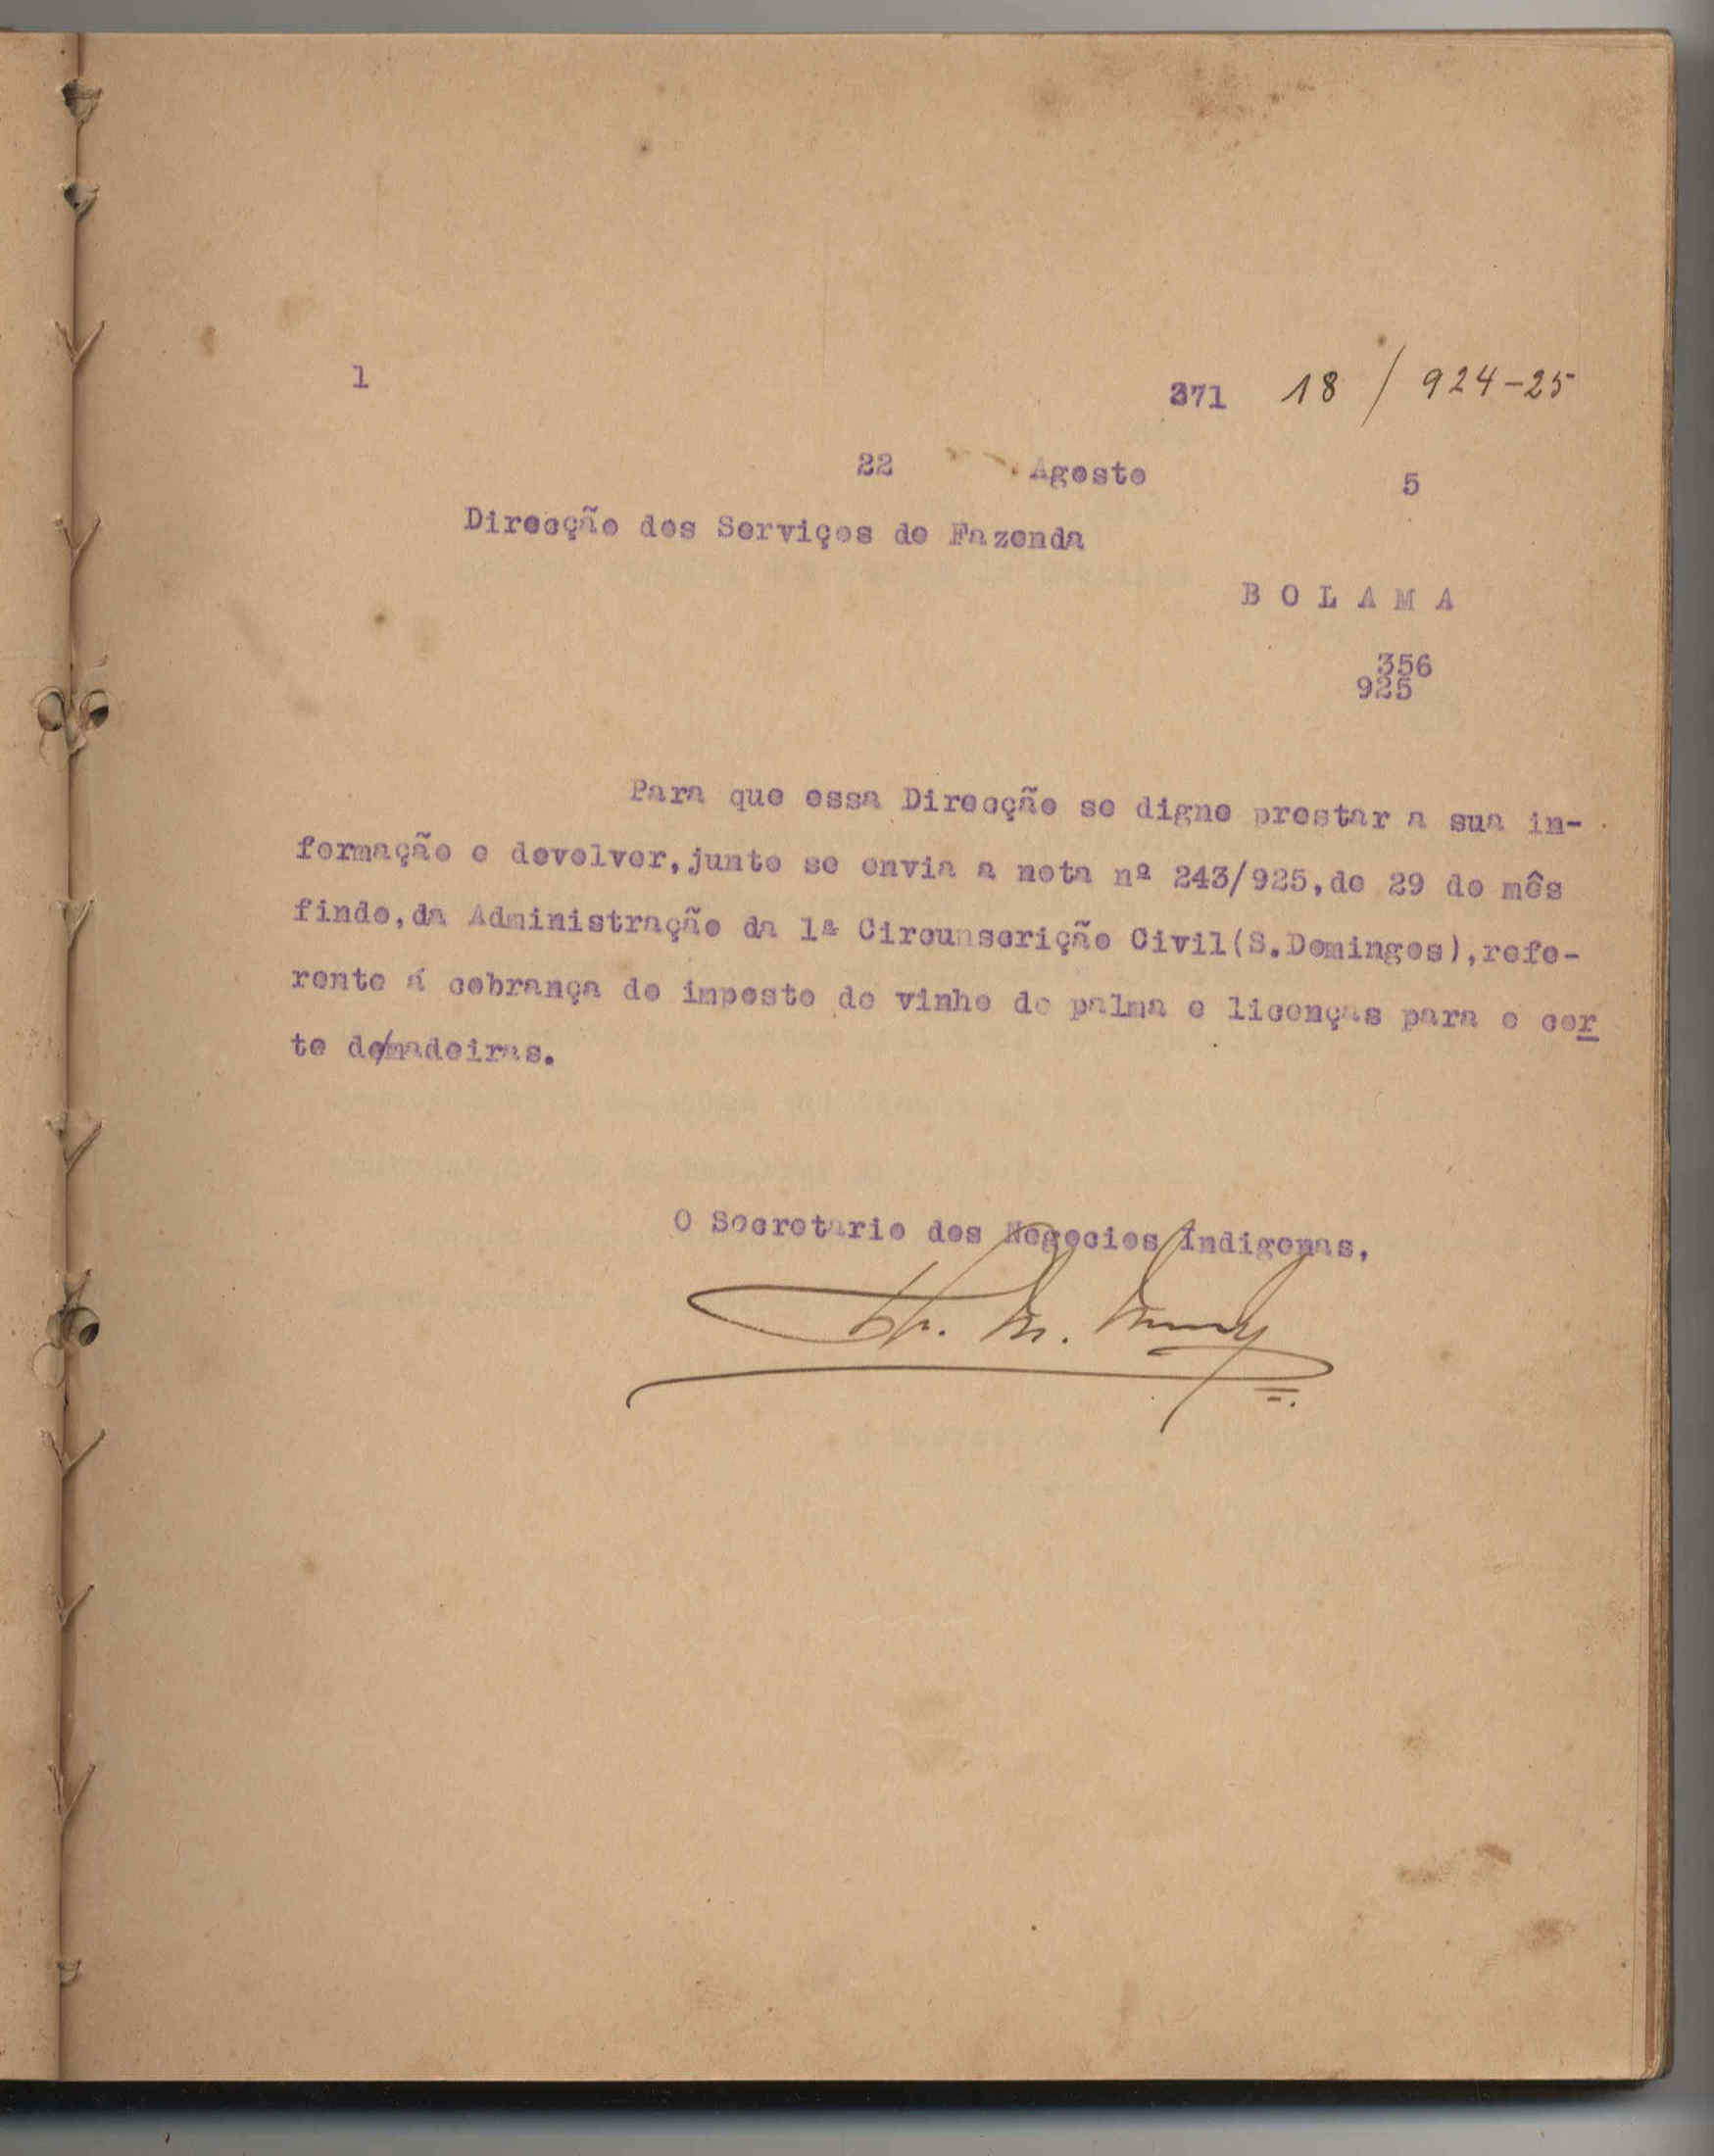 1 371 18 / 924-25
22 Agosto 5
Direcção dos Serviços de Fazenda
B O L A M A
356
925
Para que essa Direcção se digne prestar a sua in-
formação e devolver,junto se envia a nota nº 243/925,de 29 do mês
findo,da Administração da 1ª Circunscrição Civil(S.Domingos),refe-
rente á cobrança do imposto do vinho de palma e licenças para o cor
te de/madeiras.
O Secretario dos Negocios Indigenas,